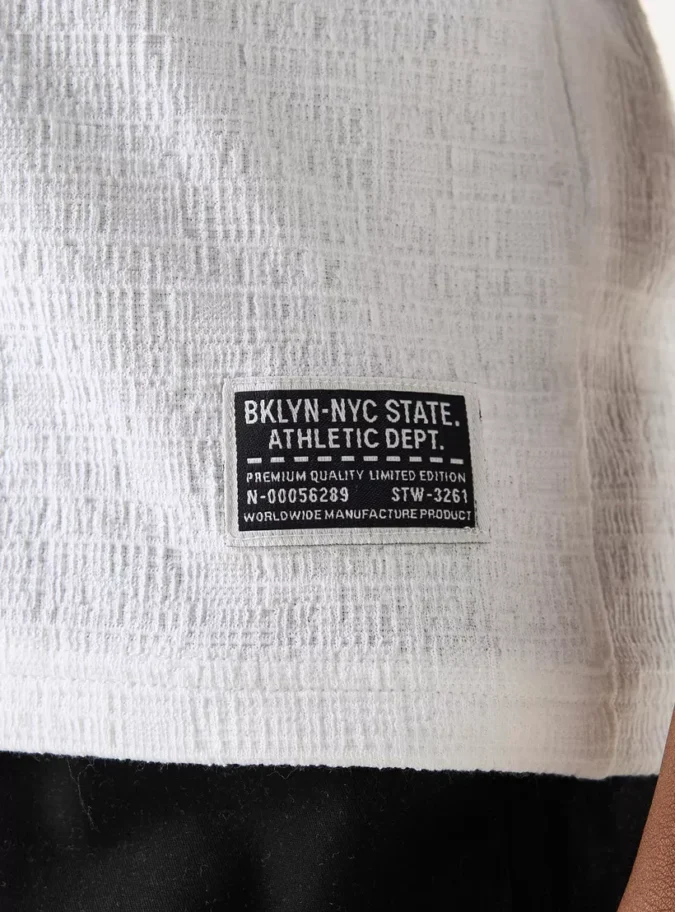 BKLYN-NYC STATE.
ATHLETIC DEPT.
PREMIUM QUALITY LIMITED EDITION
N-00056289 STW-3261
WORLDWIDE MANUFACTURE PRODUCT